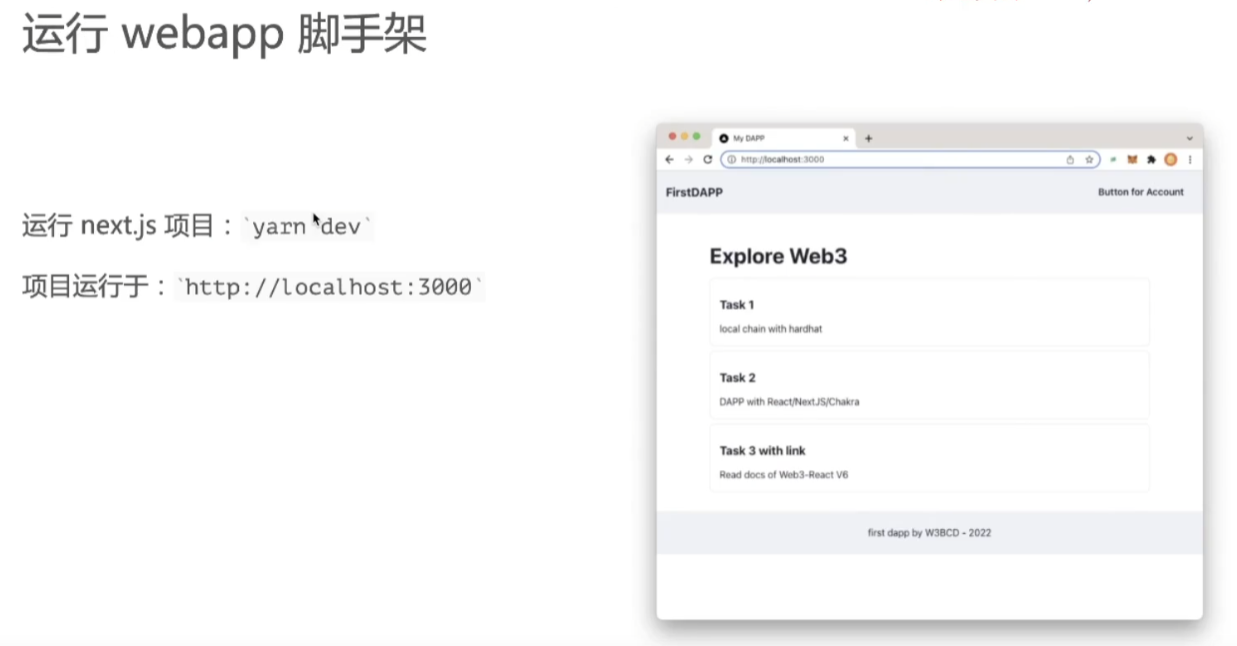 运行 webapp 脚手架
运行 next.js 项目：`yarn dev`
项目运行于：`http://localhost:3000`
My DAPP
http://localhost:3000
FirstDAPP
Button for Account
Explore Web3
Task 1
local chain with hardhat
Task 2
DAPP with React/NextJS/Chakra
Task 3 with link
Read docs of Web3-React V6
first dapp by W3BCD - 2022